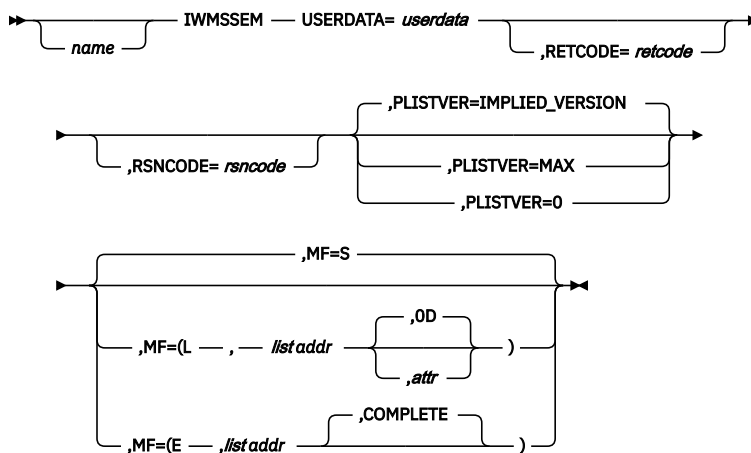 IWMSSEM USERDATA= userdata
name ,RETCODE= retcode
,PLISTVER=IMPLIED_VERSION
,RSNCODE= rsncode ,PLISTVER=MAX
,PLISTVER=0
,MF=S
,0D
,MF=(L , list addr )
,attr
,COMPLETE
,MF=(E ,list addr )